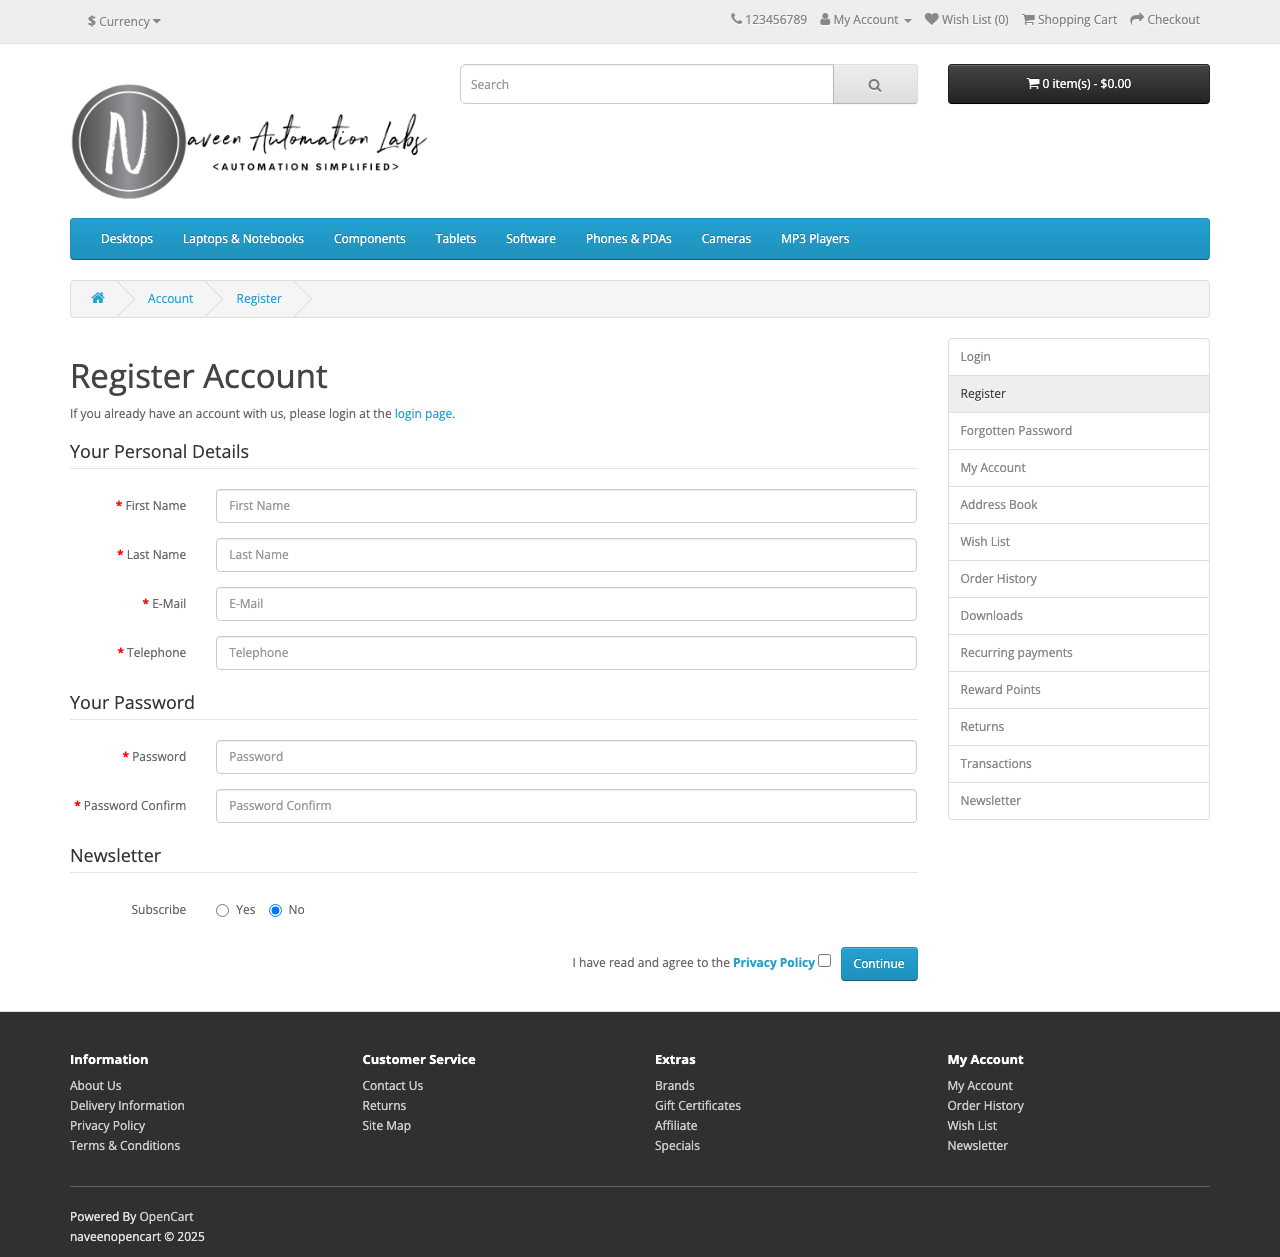 $ Currency
123456789 My Account Wish List (0) Shopping Cart Checkout
Search
0 item(s) - $0.00
N
aveen Automation Labs
<AUTOMATION SIMPLIFIED>
Desktops Laptops & Notebooks Components Tablets Software Phones & PDAs Cameras MP3 Players
Account Register
Register Account
If you already have an account with us, please login at the login page.
Your Personal Details
* First Name First Name
* Last Name Last Name
* E-Mail E-Mail
* Telephone Telephone
Your Password
* Password Password
* Password Confirm Password Confirm
Newsletter
Subscribe Yes No
I have read and agree to the Privacy Policy Continue
Login
Register
Forgotten Password
My Account
Address Book
Wish List
Order History
Downloads
Recurring payments
Reward Points
Returns
Transactions
Newsletter
Information
About Us
Delivery Information
Privacy Policy
Terms & Conditions
Customer Service
Contact Us
Returns
Site Map
Extras
Brands
Gift Certificates
Affiliate
Specials
My Account
My Account
Order History
Wish List
Newsletter
Powered By OpenCart
naveenopencart © 2025